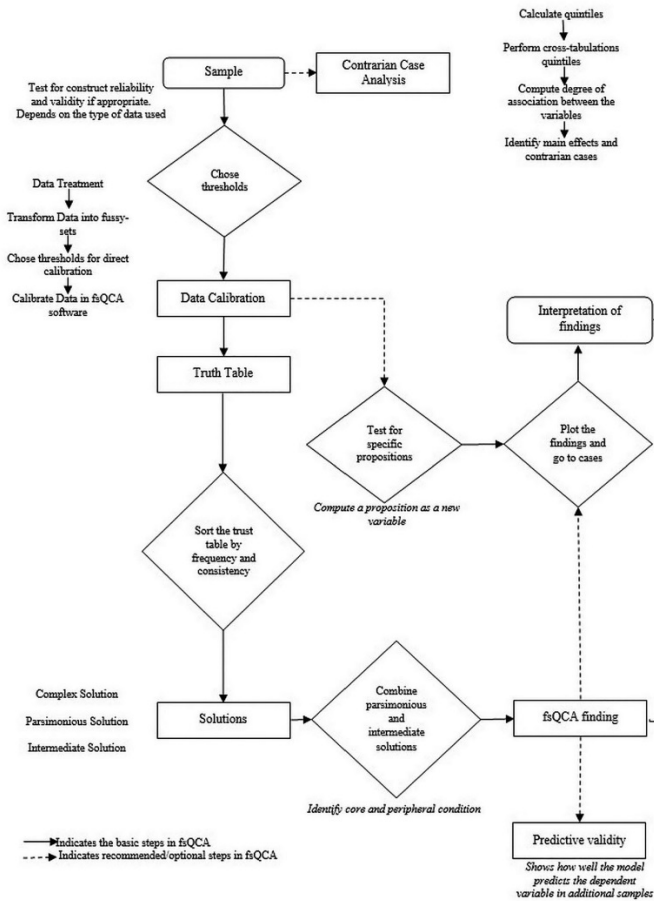 Calculate quintiles
Perform cross-tabulations
quintiles
Compute degree of
association between the
variables
Identify main effects and
contrarian cases
Sample
Contrarian Case
Analysis
Test for construct reliability
and validity if appropriate.
Depends on the type of data used
Chose
thresholds
Data Treatment
Transform Data into fussy-
sets
Chose thresholds for direct
calibration
Calibrate Data in fsQCA
software
Data Calibration
Interpretation of
findings
Truth Table
Test for
specific
propositions
Plot the
findings and
go to cases
Compute a proposition as a new
variable
Sort the trust
table by
frequency and
consistency
Complex Solution
Parsimonious Solution
Intermediate Solution
Solutions
Combine
parsimonious
and
intermediate
solutions
fsQCA finding
Identify core and peripheral condition
Predictive validity
Shows how well the model
predicts the dependent
variable in additional samples
Indicates the basic steps in fsQCA
Indicates recommended/optional steps in fsQCA